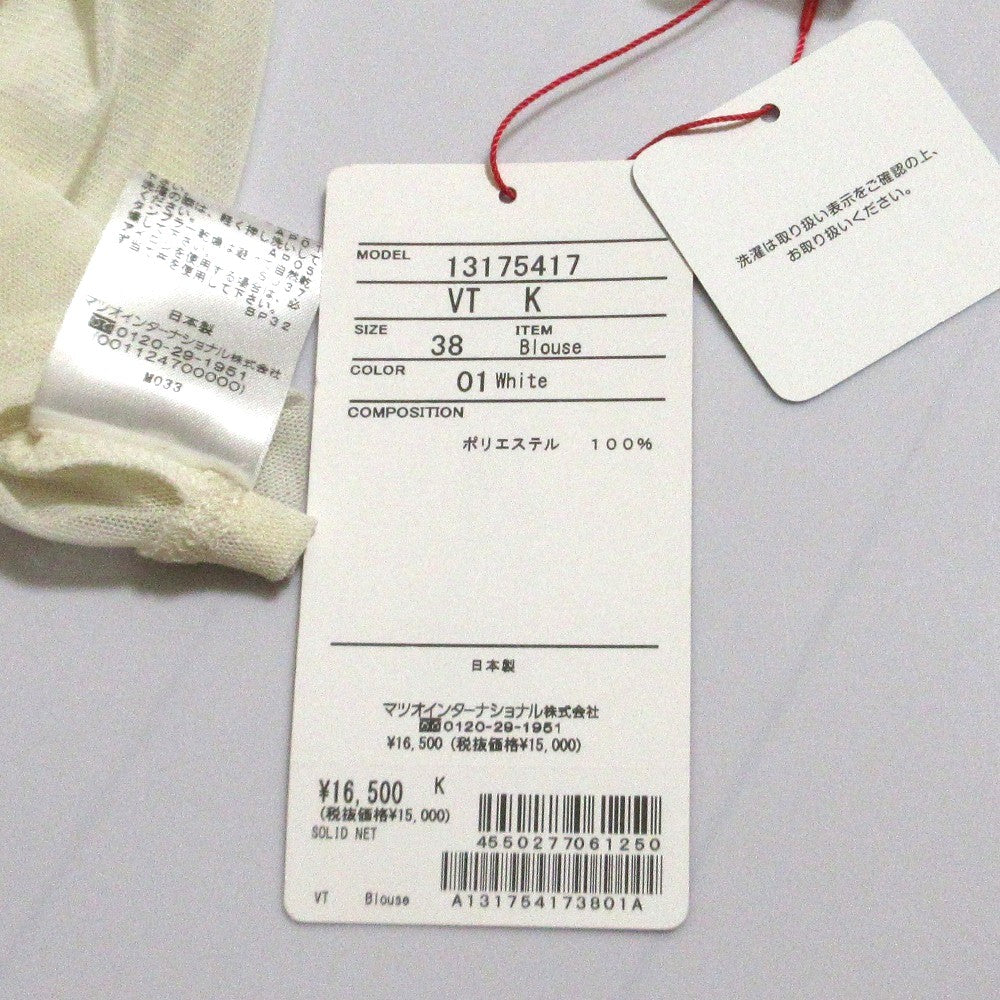 MODEL 13175417
VT K
SIZE 38 ITEM Blouse
COLOR 01 White
COMPOSITION
ポリエステル 100%
日本製
マツオインターナショナル株式会社
0120-29-1951
¥16,500 (税抜価格¥15,000)
¥16,500 K
(税抜価格¥15,000)
SOLID NET
4550277061250
VT Blouse A131754173801A
洗濯は取り扱い表示をご確認の上、
お取り扱いください。
BP32
日本製
マツオインターナショナル株式会社
0120-29-1951
(001124700000)
M033